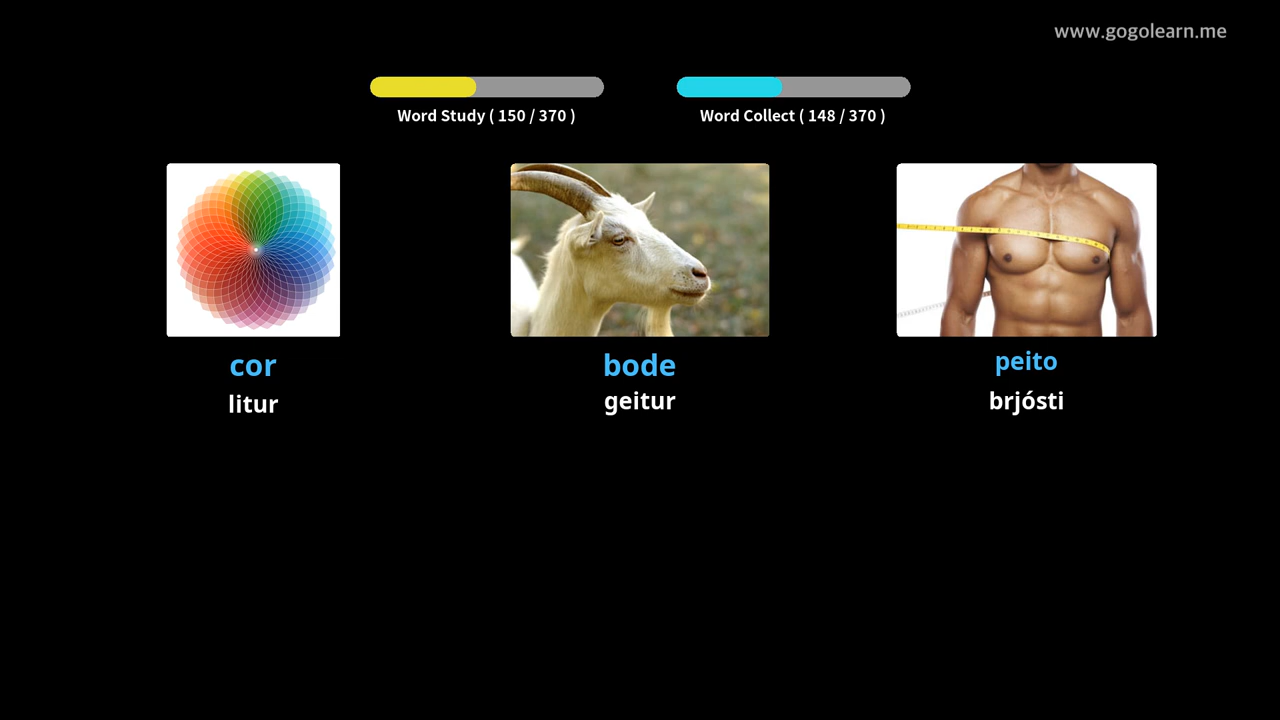 www.gogolearn.me
Word Study ( 150 / 370 )
Word Collect ( 148 / 370 )
cor
litur
bode
geitur
peito
brjósti